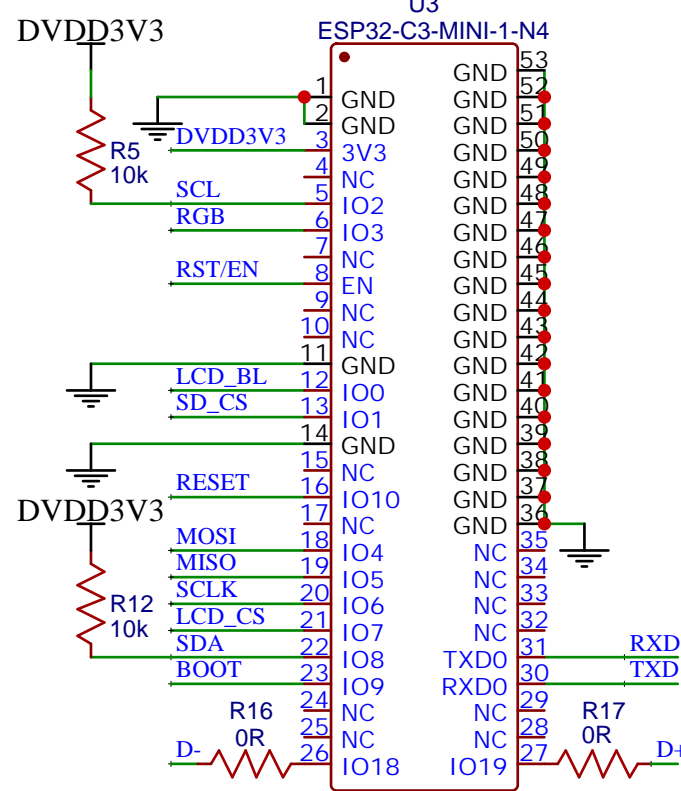 U3
ESP32-C3-MINI-1-N4
DVDD3V3
R5
10k
DVDD3V3
SCL
RGB
RST/EN
LCD_BL
SD_CS
RESET
DVDD3V3
R12
10k
MOSI
MISO
SCLK
LCD_CS
SDA
BOOT
R16
0R
D-
1 GND
2 GND
3 3V3
4 NC
5 IO2
6 IO3
7 NC
8 EN
9 NC
10 NC
11 GND
12 IO0
13 IO1
14 GND
15 NC
16 IO10
17 NC
18 IO4
19 IO5
20 IO6
21 IO7
22 IO8
23 IO9
24 NC
25 NC
26 IO18
GND 53
GND 52
GND 51
GND 50
GND 49
GND 48
GND 47
GND 46
GND 45
GND 44
GND 43
GND 42
GND 41
GND 40
GND 39
GND 38
GND 37
GND 36
NC 35
NC 34
NC 33
NC 32
TXD0 31 RXD
RXD0 30 TXD
NC 29
NC 28
IO19 27
R17
0R
D+